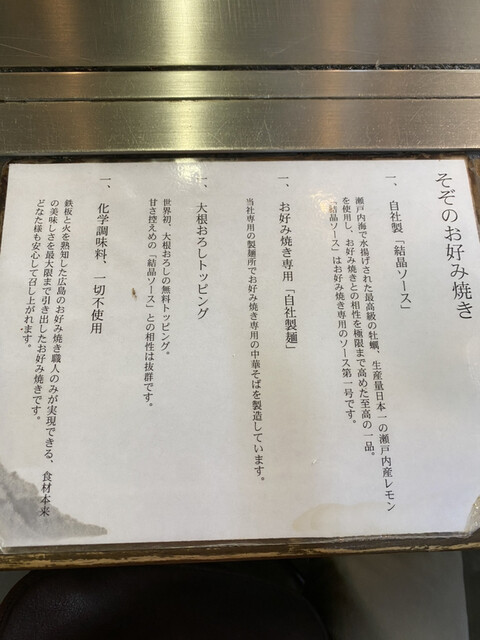 そぞのお好み焼き
一、自社製「結晶ソース」
瀬戸内海で水揚げされた最高級の牡蠣、生産量日本一の瀬戸内産レモン
を使用し、お好み焼きとの相性を極限まで高めた至高の一品。
「結晶ソース」はお好み焼き専用のソース第一号です。
一、お好み焼き専用「自社製麺」
当社専用の製麺所でお好み焼き専用の中華そばを製造しています。
一、大根おろしトッピング
世界初、大根おろしの無料トッピング。
甘さ控えめの「結晶ソース」との相性は抜群です。
一、化学調味料、一切不使用
鉄板と火を熟知した広島のお好み焼き職人のみが実現できる、食材本来
の美味しさを最大限まで引き出したお好み焼きです。
どなた様も安心して召し上がれます。